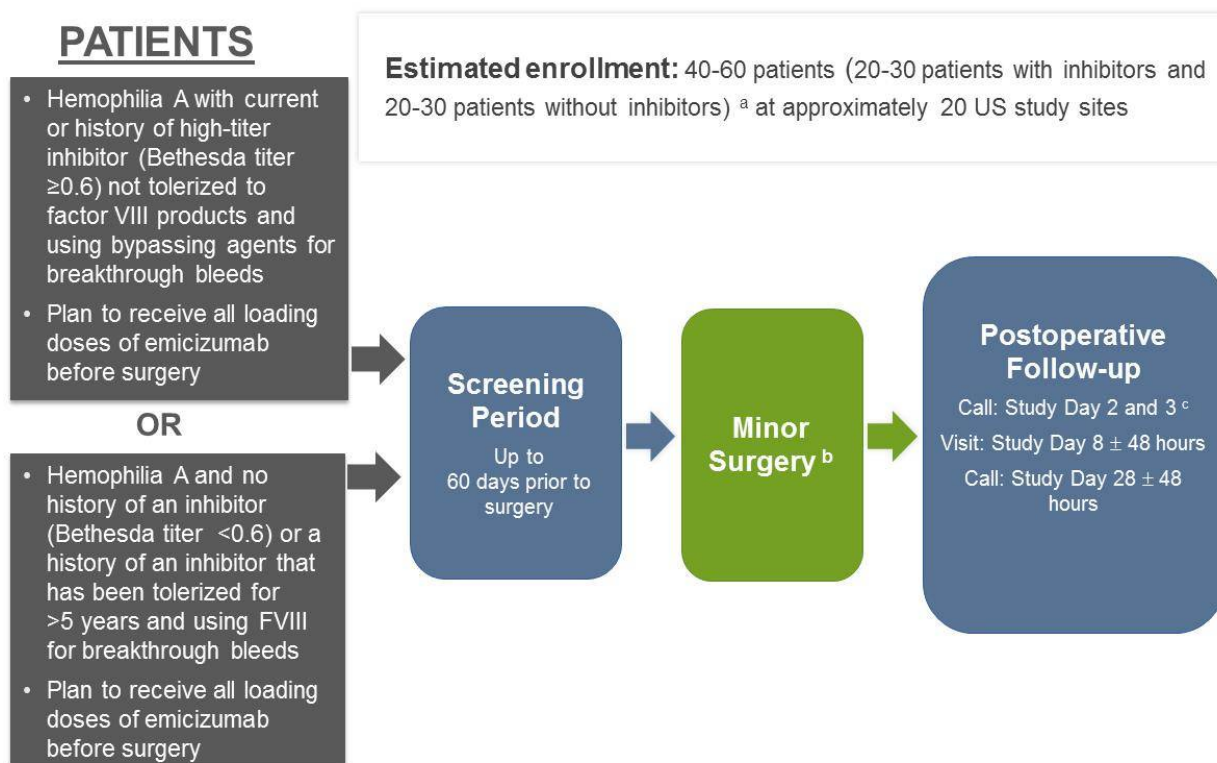 PATIENTS
• Hemophilia A with current
or history of high-titer
inhibitor (Bethesda titer
≥0.6) not tolerized to
factor VIII products and
using bypassing agents for
breakthrough bleeds
• Plan to receive all loading
doses of emicizumab
before surgery
OR
• Hemophilia A and no
history of an inhibitor
(Bethesda titer <0.6) or a
history of an inhibitor that
has been tolerized for
>5 years and using FVIII
for breakthrough bleeds
• Plan to receive all loading
doses of emicizumab
before surgery
Estimated enrollment: 40-60 patients (20-30 patients with inhibitors and
20-30 patients without inhibitors) ᵃ at approximately 20 US study sites
Screening
Period
Up to
60 days prior to
surgery
Minor
Surgery ᵇ
Postoperative
Follow-up
Call: Study Day 2 and 3 ᶜ
Visit: Study Day 8 ± 48 hours
Call: Study Day 28 ± 48
hours